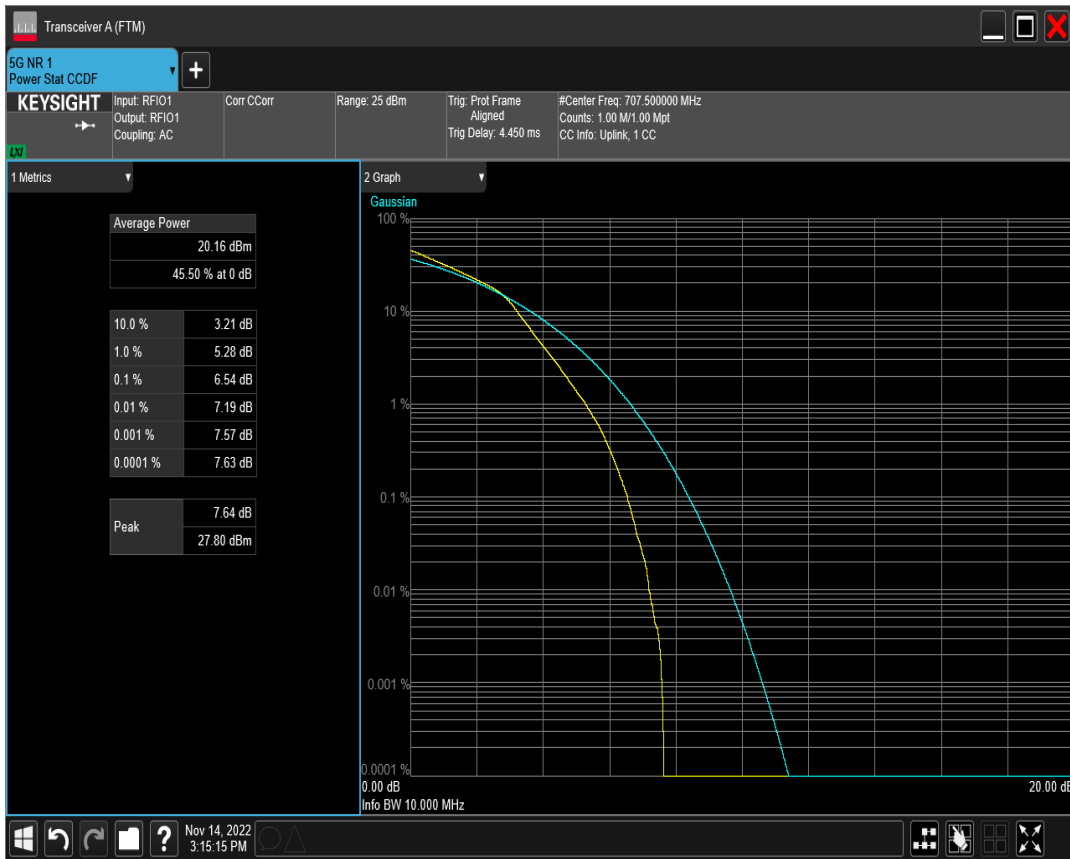 Transceiver A (FTM)
5G NR 1
Power Stat CCDF
+
KEYSIGHT
LXI
Input: RFIO1
Output: RFIO1
Coupling: AC
Corr CCorr
Range: 25 dBm
Trig: Prot Frame
Aligned
Trig Delay: 4.450 ms
#Center Freq: 707.500000 MHz
Counts: 1.00 M/1.00 Mpt
CC Info: Uplink, 1 CC
1 Metrics
Average Power
20.16 dBm
45.50 % at 0 dB
10.0 % 3.21 dB
1.0 % 5.28 dB
0.1 % 6.54 dB
0.01 % 7.19 dB
0.001 % 7.57 dB
0.0001 % 7.63 dB
Peak
7.64 dB
27.80 dBm
2 Graph
Gaussian
100 %
10 %
1 %
0.1 %
0.01 %
0.001 %
0.0001 %
0.00 dB
20.00 dB
Info BW 10.000 MHz
?
Nov 14, 2022
3:15:15 PM